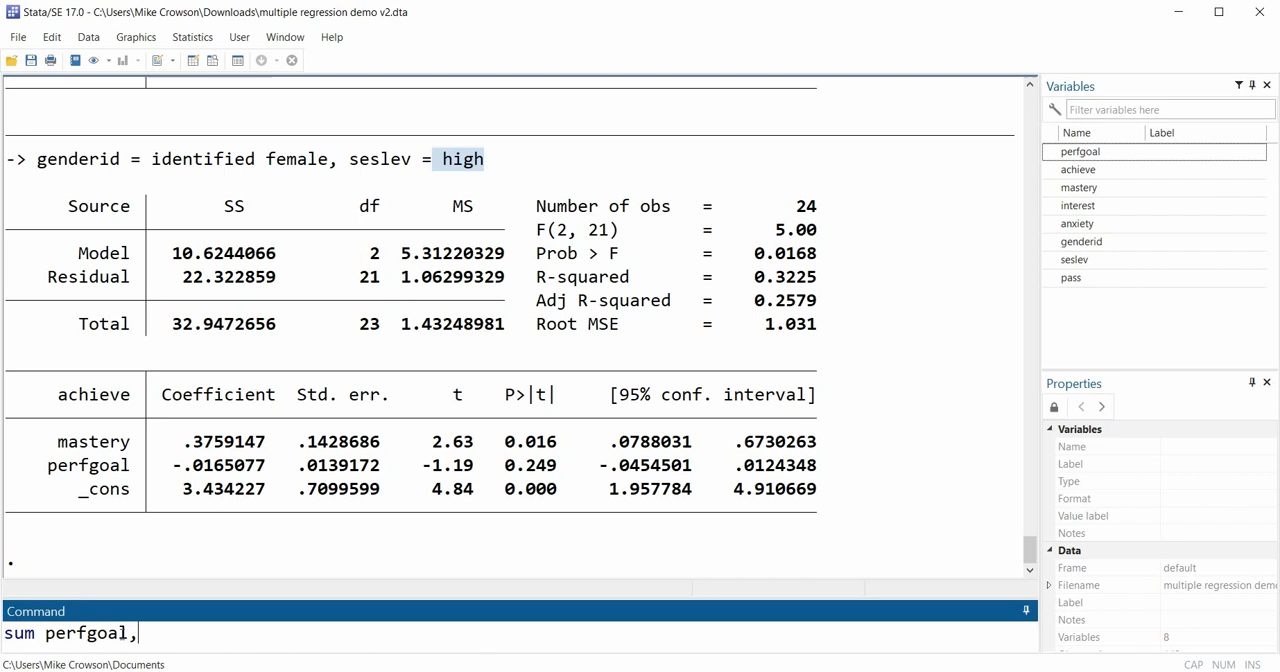 Stata/SE 17.0 - C:\Users\Mike Crowson\Downloads\multiple regression demo v2.dta
File Edit Data Graphics Statistics User Window Help
-> genderid = identified female, seslev = high
Source SS df MS Number of obs = 24
F(2, 21) = 5.00
Model 10.6244066 2 5.31220329 Prob > F = 0.0168
Residual 22.322859 21 1.06299329 R-squared = 0.3225
Adj R-squared = 0.2579
Total 32.9472656 23 1.43248981 Root MSE = 1.031
achieve Coefficient Std. err. t P>|t| [95% conf. interval]
mastery .3759147 .1428686 2.63 0.016 .0788031 .6730263
perfgoal -.0165077 .0139172 -1.19 0.249 -.0454501 .0124348
_cons 3.434227 .7099599 4.84 0.000 1.957784 4.910669
.
Command
sum perfgoal,
C:\Users\Mike Crowson\Documents
Variables
Filter variables here
Name Label
perfgoal
achieve
mastery
interest
anxiety
genderid
seslev
pass
Properties
Variables
Name
Label
Type
Format
Value label
Notes
Data
Frame default
Filename multiple regression demo
Label
Notes
Variables 8
CAP NUM INS